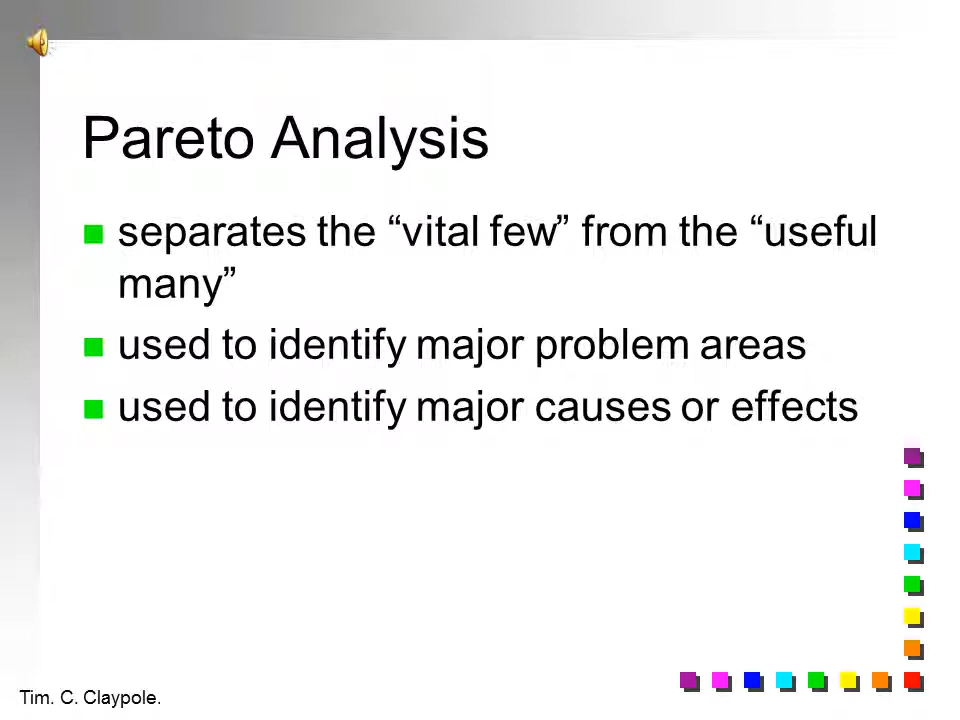 Pareto Analysis
separates the “vital few” from the “useful
many”
used to identify major problem areas
used to identify major causes or effects
Tim. C. Claypole.